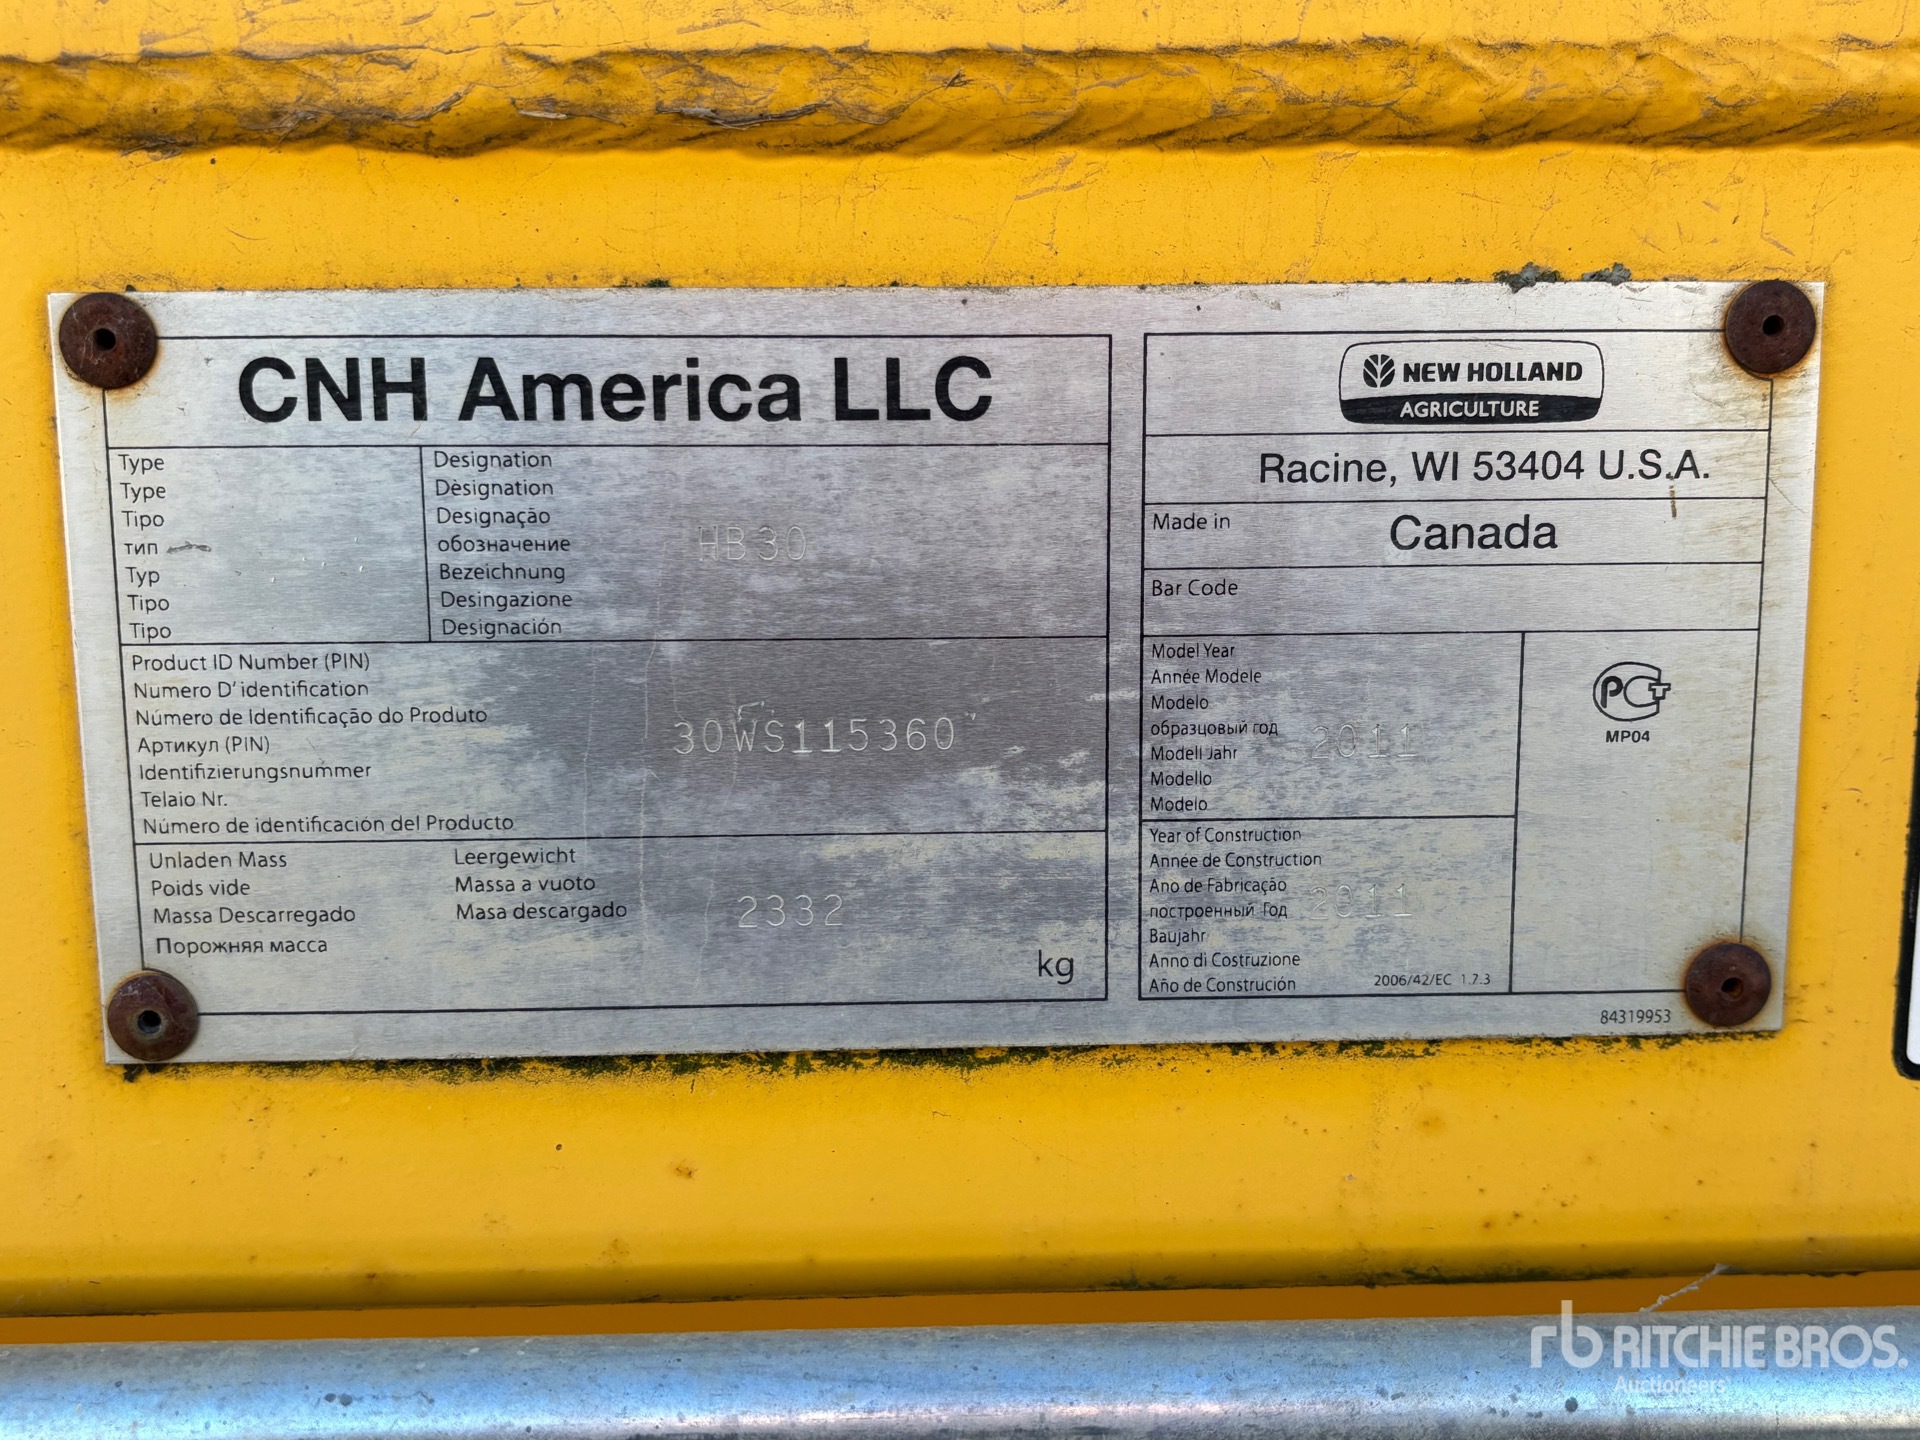 CNH America LLC
Type
Type
Tipo
тип
Typ
Tipo
Tipo
Designation
Dèsignation
Designação
обозначение
Bezeichnung
Desingazione
Designación
HB30
Product ID Number (PIN)
Numero D'identification
Número de Identificação do Produto
Артикул (PIN)
Identifizierungsnummer
Telaio Nr.
Número de identificación del Producto
30WS115360
Unladen Mass
Poids vide
Massa Descarregado
Порожняя масса
Leergewicht
Massa a vuoto
Masa descargado
2332
kg
NEW HOLLAND
AGRICULTURE
Racine, WI 53404 U.S.A.
Made in Canada
Bar Code
Model Year
Année Modele
Modelo
образцовый год
Modell Jahr
Modello
Modelo
2011
Year of Construction
Année de Construction
Ano de Fabricação
построенный Год
Baujahr
Anno di Costruzione
Año de Construción
2011
2006/42/EC 1.7.3
РСТ
MP04
84319953
rb RITCHIE BROS.
Auctioneers